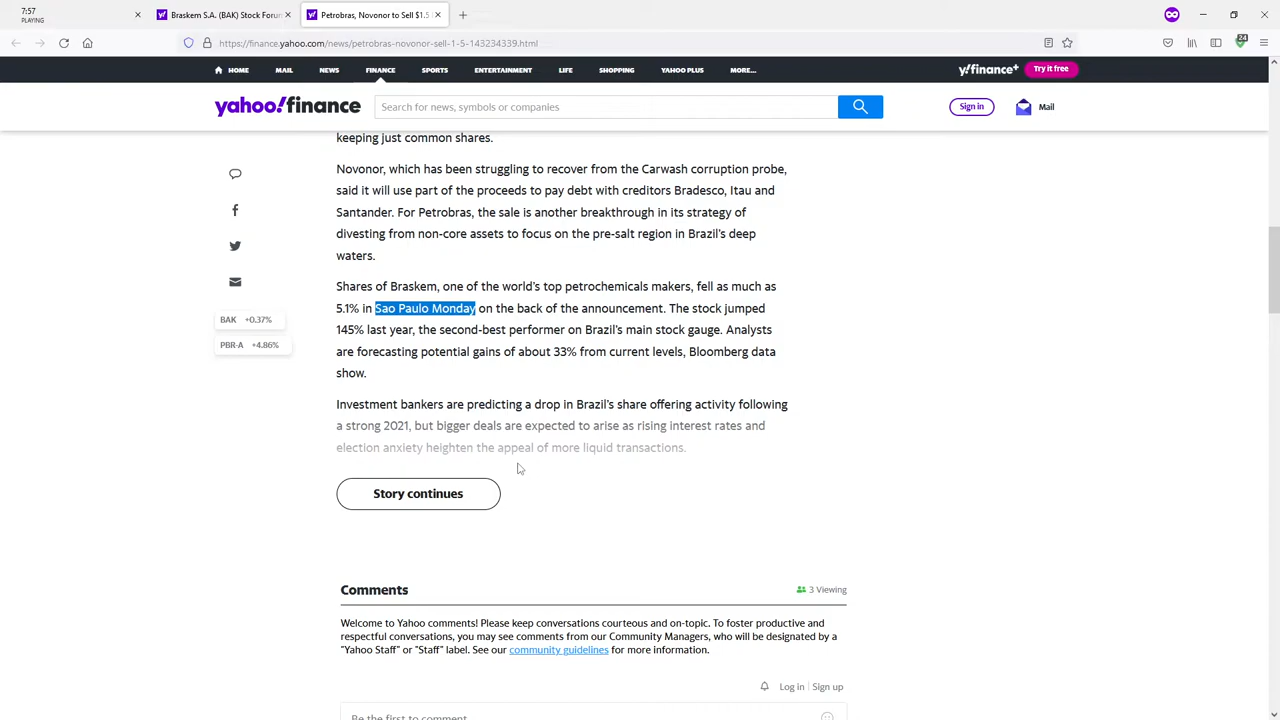 7:57
PLAYING
Braskem S.A. (BAK) Stock Forum
Petrobras, Novonor to Sell $1.5
https://finance.yahoo.com/news/petrobras-novonor-sell-1-5-143234339.html
24
HOME MAIL NEWS FINANCE SPORTS ENTERTAINMENT LIFE SHOPPING YAHOO PLUS MORE...
y!finance+ Try it free
yahoo!finance
Search for news, symbols or companies
Sign in
Mail
keeping just common shares.
Novonor, which has been struggling to recover from the Carwash corruption probe,
said it will use part of the proceeds to pay debt with creditors Bradesco, Itau and
Santander. For Petrobras, the sale is another breakthrough in its strategy of
divesting from non-core assets to focus on the pre-salt region in Brazil's deep
waters.
Shares of Braskem, one of the world's top petrochemicals makers, fell as much as
5.1% in Sao Paulo Monday on the back of the announcement. The stock jumped
145% last year, the second-best performer on Brazil's main stock gauge. Analysts
are forecasting potential gains of about 33% from current levels, Bloomberg data
show.
BAK +0.37%
PBR-A +4.86%
Investment bankers are predicting a drop in Brazil's share offering activity following
a strong 2021, but bigger deals are expected to arise as rising interest rates and
election anxiety heighten the appeal of more liquid transactions.
Story continues
Comments
3 Viewing
Welcome to Yahoo comments! Please keep conversations courteous and on-topic. To foster productive and
respectful conversations, you may see comments from our Community Managers, who will be designated by a
"Yahoo Staff" or "Staff" label. See our community guidelines for more information.
Log in | Sign up
Be the first to comment